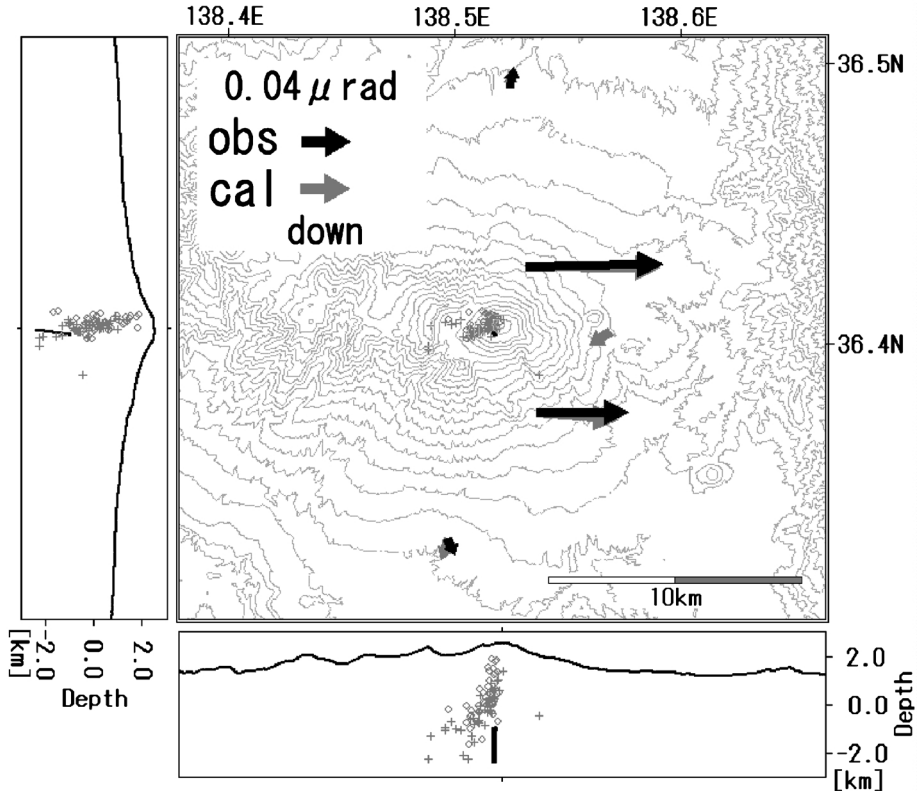 138.4E 138.5E 138.6E
36.5N
0.04μrad
obs
cal
down
36.4N
10km
-2.0 0.0 2.0
[km]
Depth
2.0
0.0
-2.0
Depth
[km]